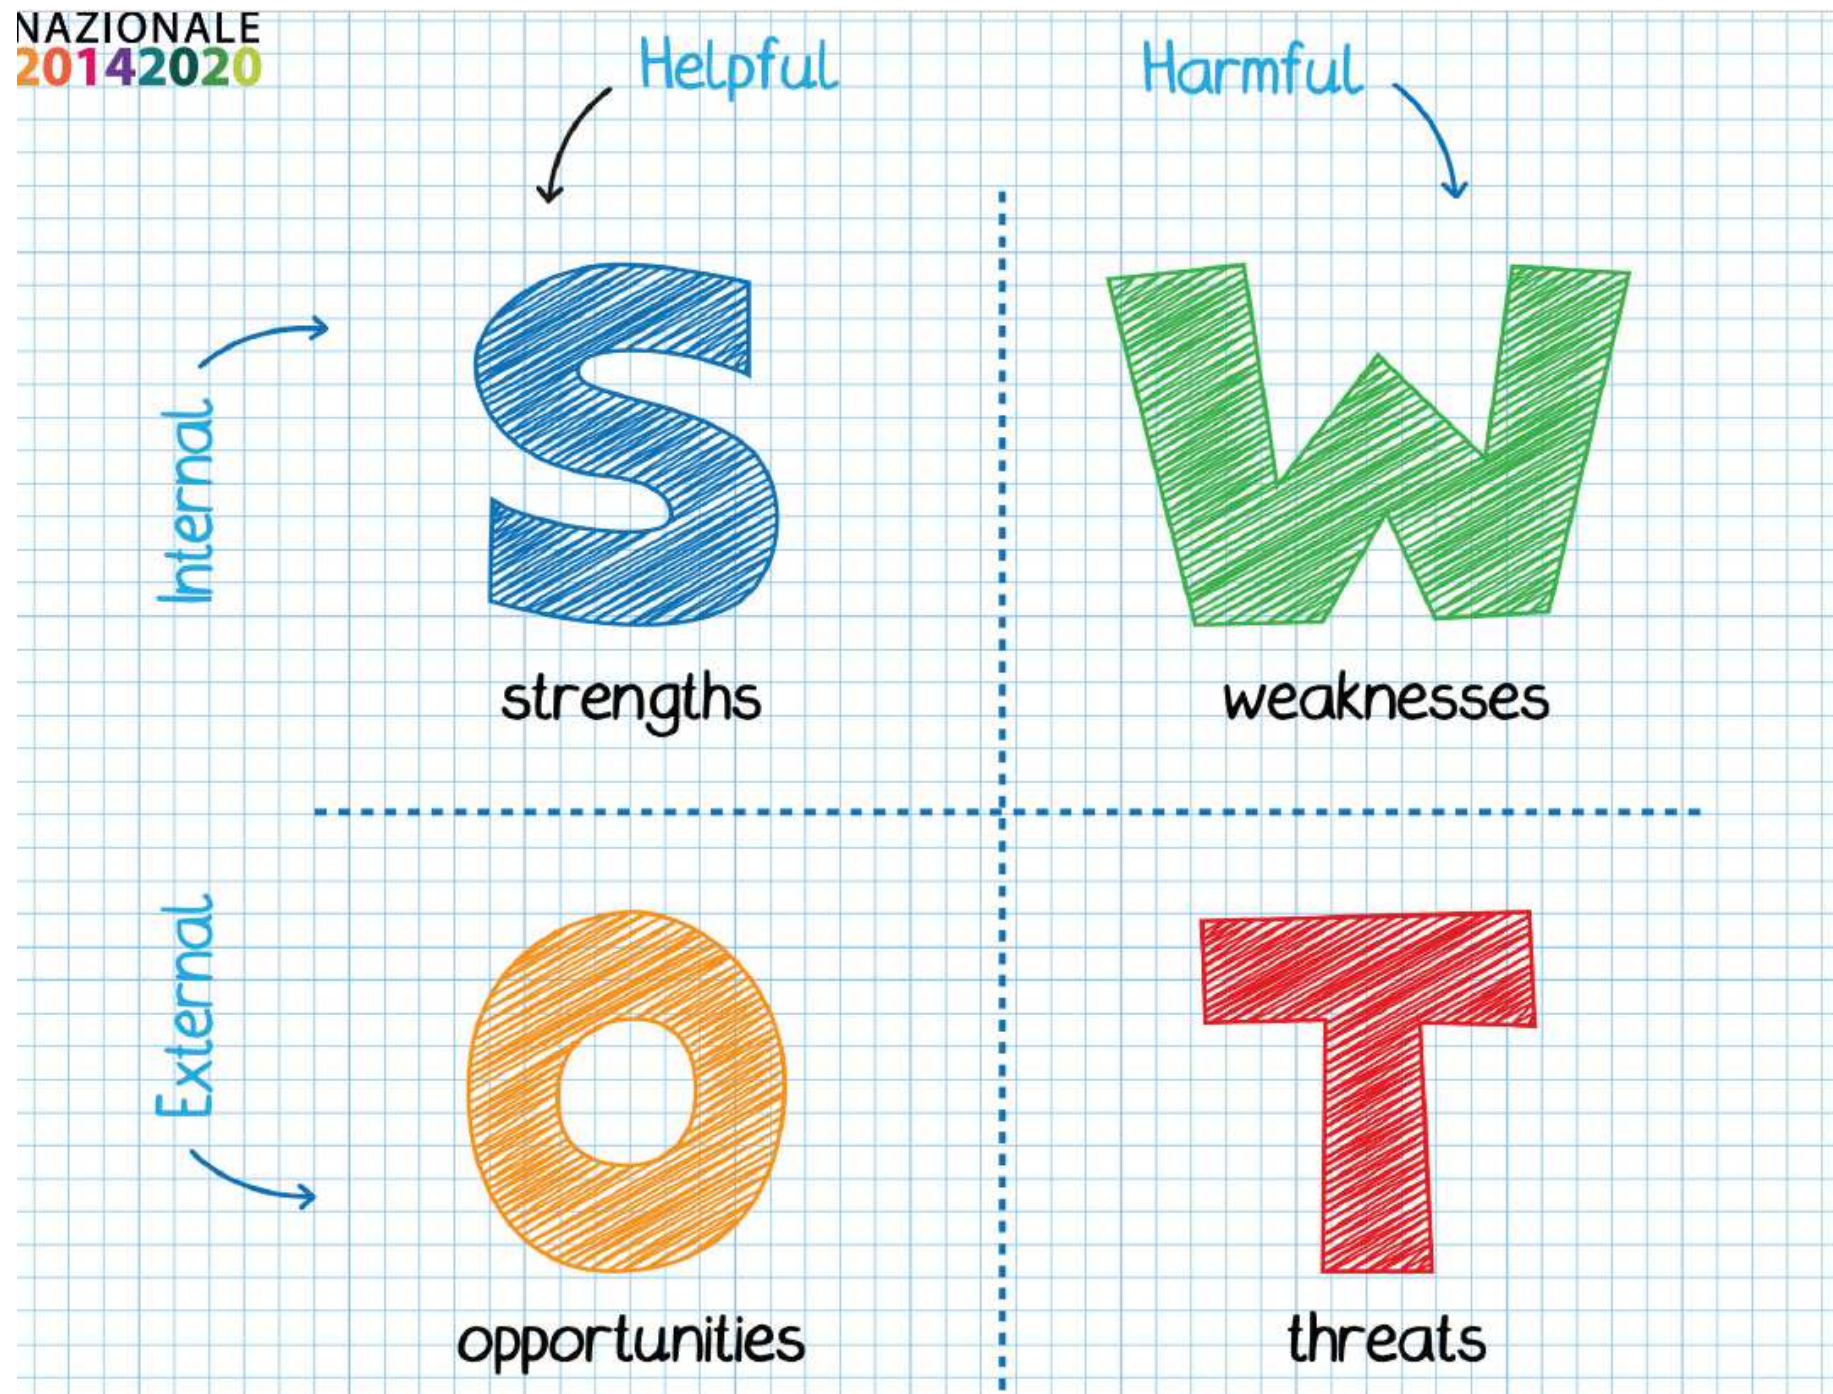 NAZIONALE
20142020
Helpful
Harmful
Internal
S
W
strengths
weaknesses
External
O
T
opportunities
threats